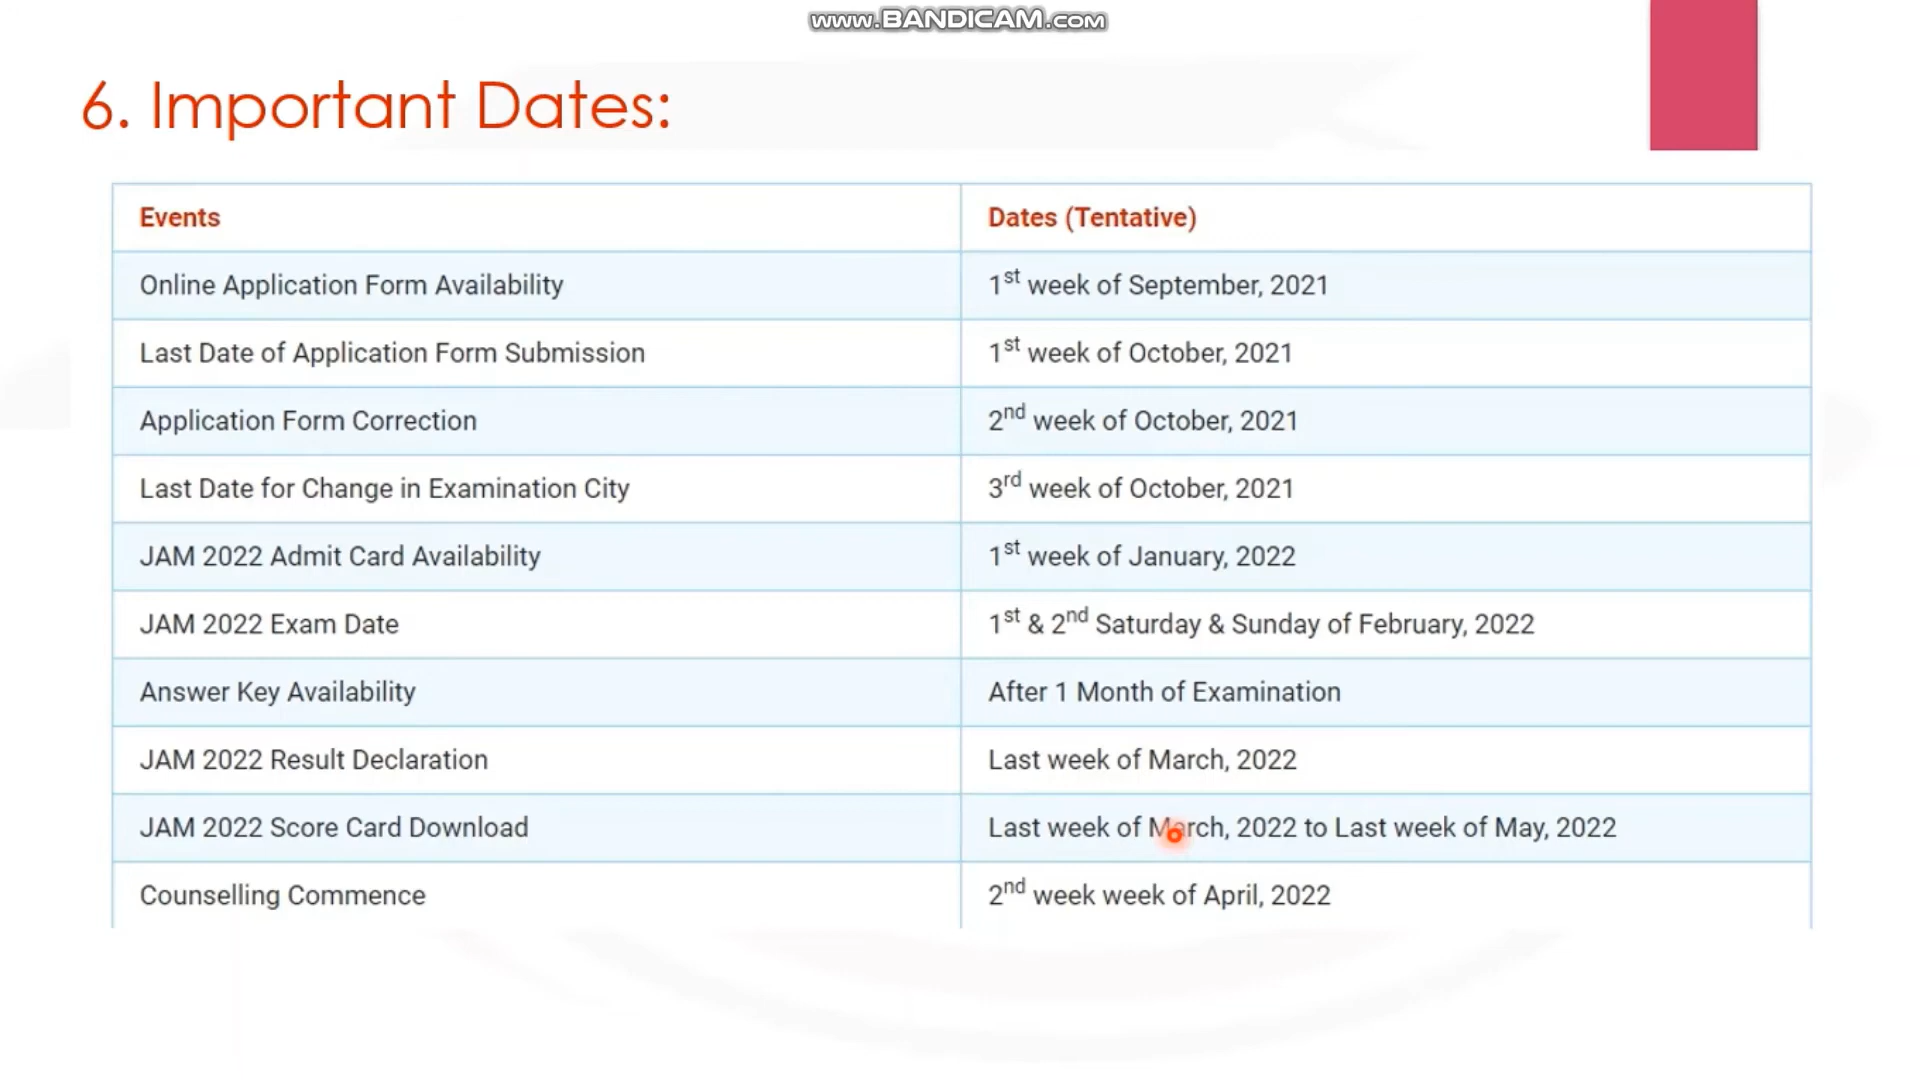 www.BANDICAM.com
6. Important Dates:
Events Dates (Tentative)
Online Application Form Availability 1st week of September, 2021
Last Date of Application Form Submission 1st week of October, 2021
Application Form Correction 2nd week of October, 2021
Last Date for Change in Examination City 3rd week of October, 2021
JAM 2022 Admit Card Availability 1st week of January, 2022
JAM 2022 Exam Date 1st & 2nd Saturday & Sunday of February, 2022
Answer Key Availability After 1 Month of Examination
JAM 2022 Result Declaration Last week of March, 2022
JAM 2022 Score Card Download Last week of March, 2022 to Last week of May, 2022
Counselling Commence 2nd week week of April, 2022